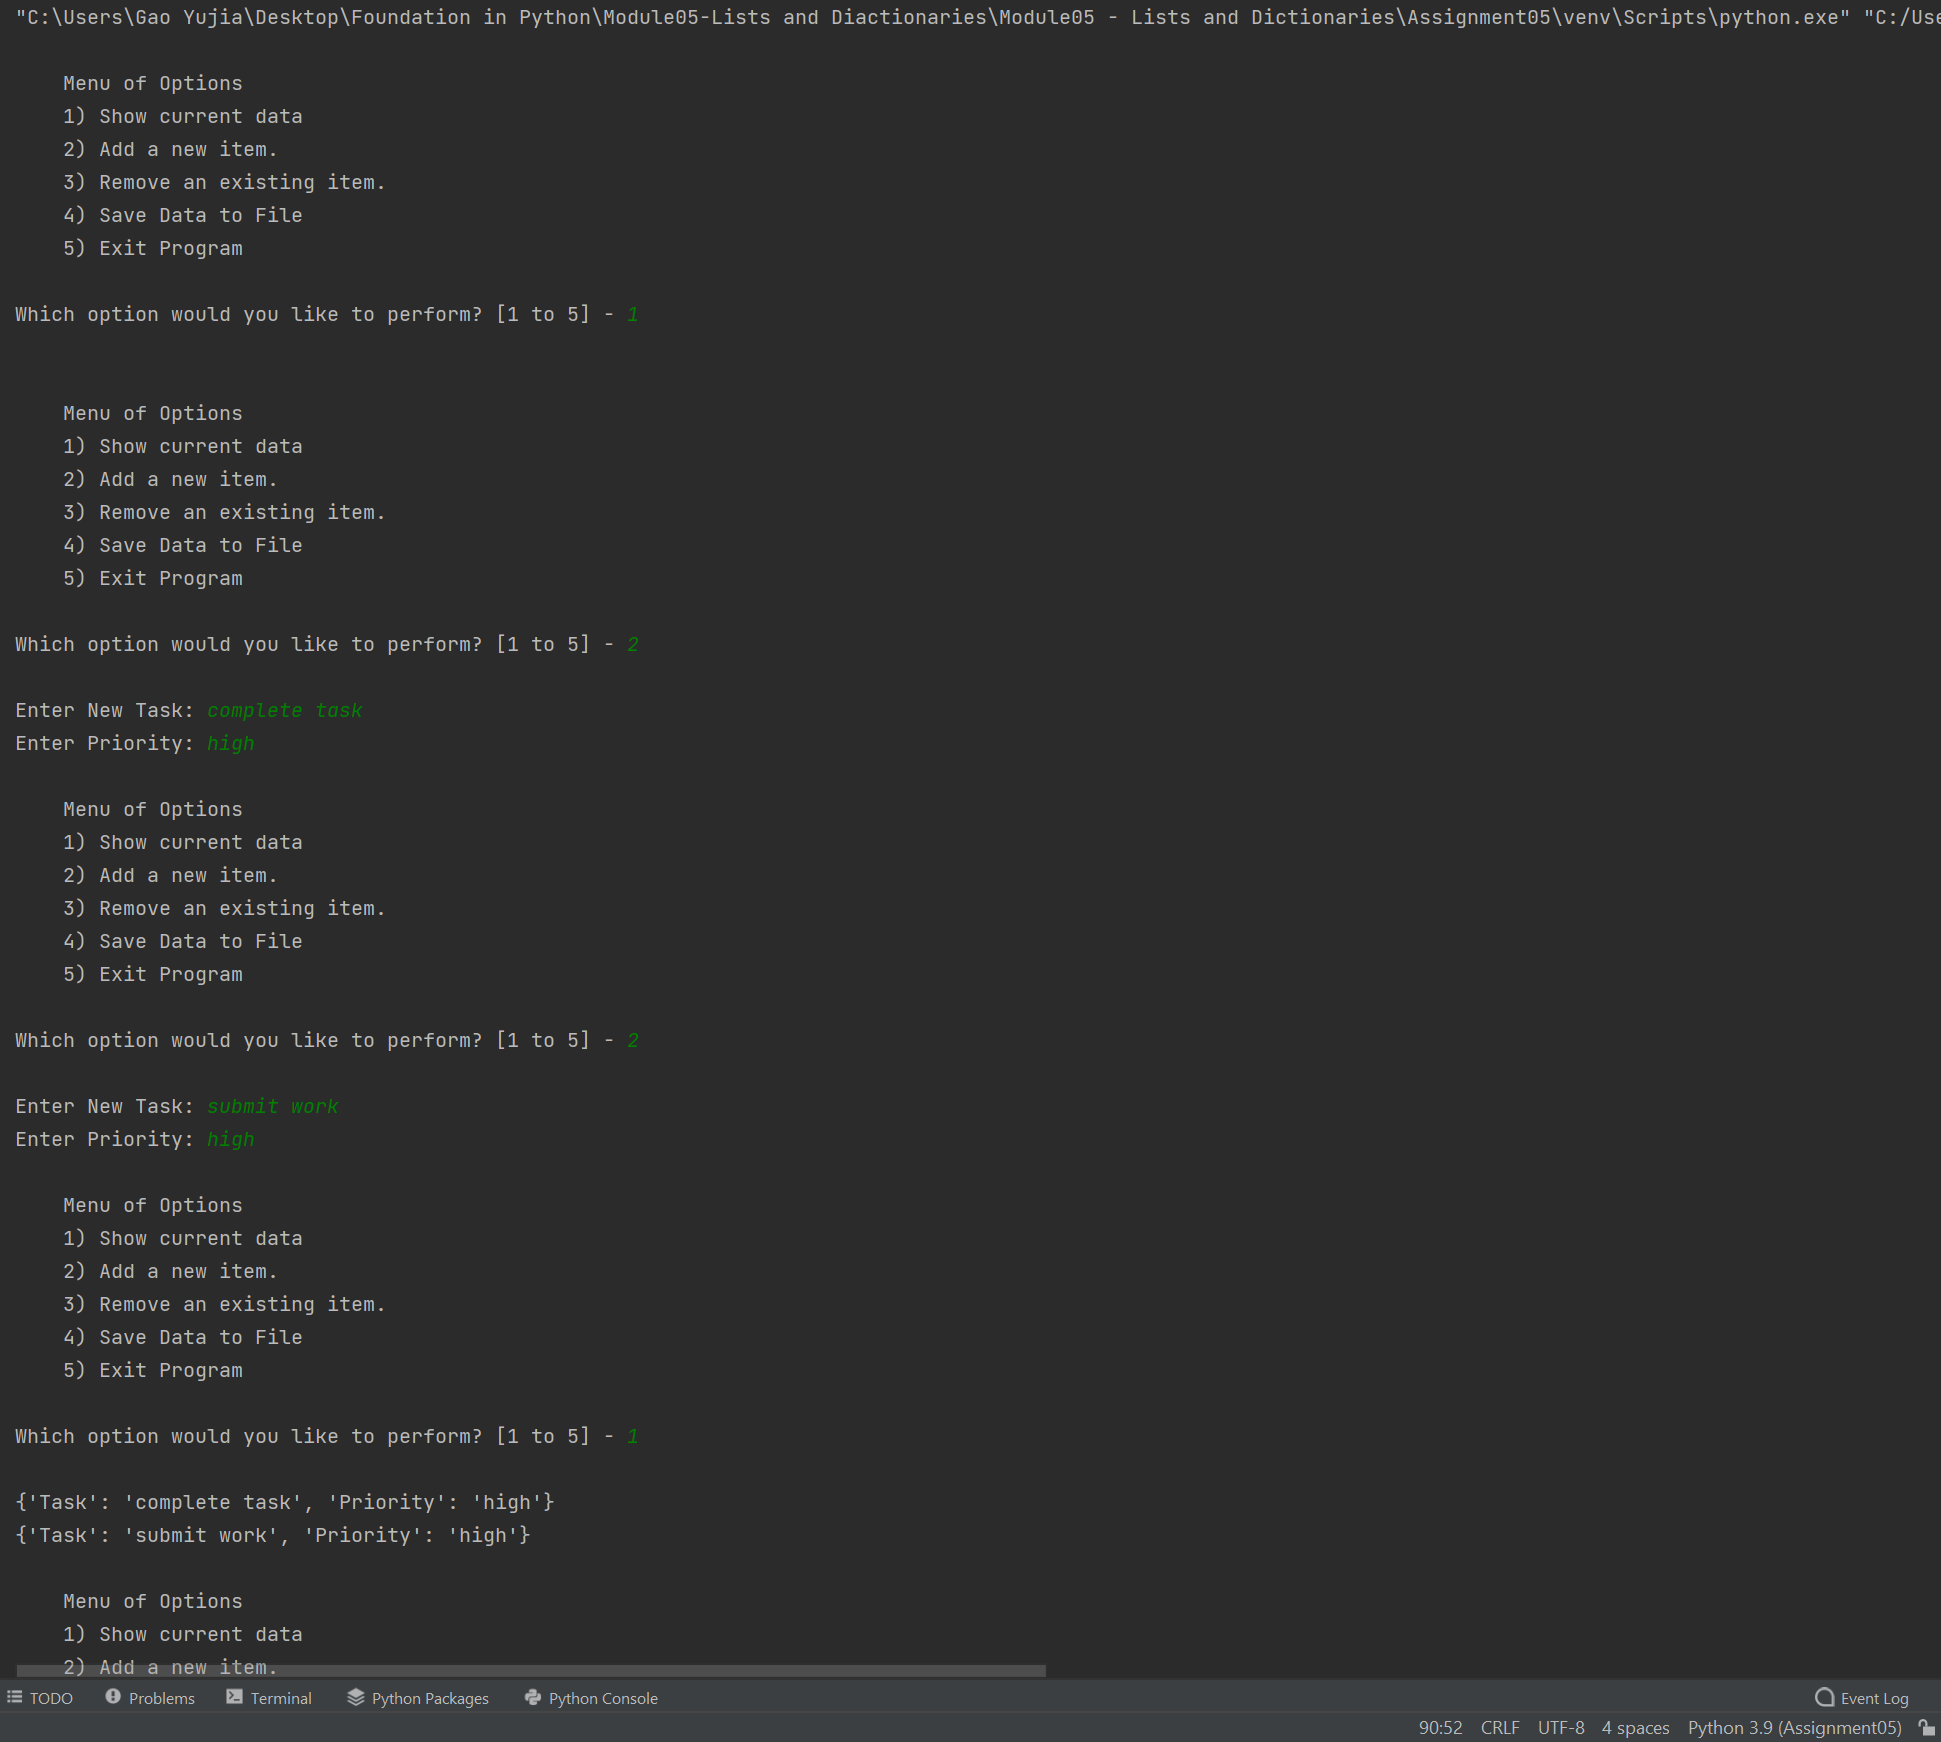 "C:\Users\Gao Yujia\Desktop\Foundation in Python\Module05-Lists and Diactionaries\Module05 - Lists and Dictionaries\Assignment05\venv\Scripts\python.exe" "C:/Use
Menu of Options
1) Show current data
2) Add a new item.
3) Remove an existing item.
4) Save Data to File
5) Exit Program
Which option would you like to perform? [1 to 5] - 1
Menu of Options
1) Show current data
2) Add a new item.
3) Remove an existing item.
4) Save Data to File
5) Exit Program
Which option would you like to perform? [1 to 5] - 2
Enter New Task: complete task
Enter Priority: high
Menu of Options
1) Show current data
2) Add a new item.
3) Remove an existing item.
4) Save Data to File
5) Exit Program
Which option would you like to perform? [1 to 5] - 2
Enter New Task: submit work
Enter Priority: high
Menu of Options
1) Show current data
2) Add a new item.
3) Remove an existing item.
4) Save Data to File
5) Exit Program
Which option would you like to perform? [1 to 5] - 1
{'Task': 'complete task', 'Priority': 'high'}
{'Task': 'submit work', 'Priority': 'high'}
Menu of Options
1) Show current data
2) Add a new item.
TODO Problems Terminal Python Packages Python Console Event Log
90:52 CRLF UTF-8 4 spaces Python 3.9 (Assignment05)